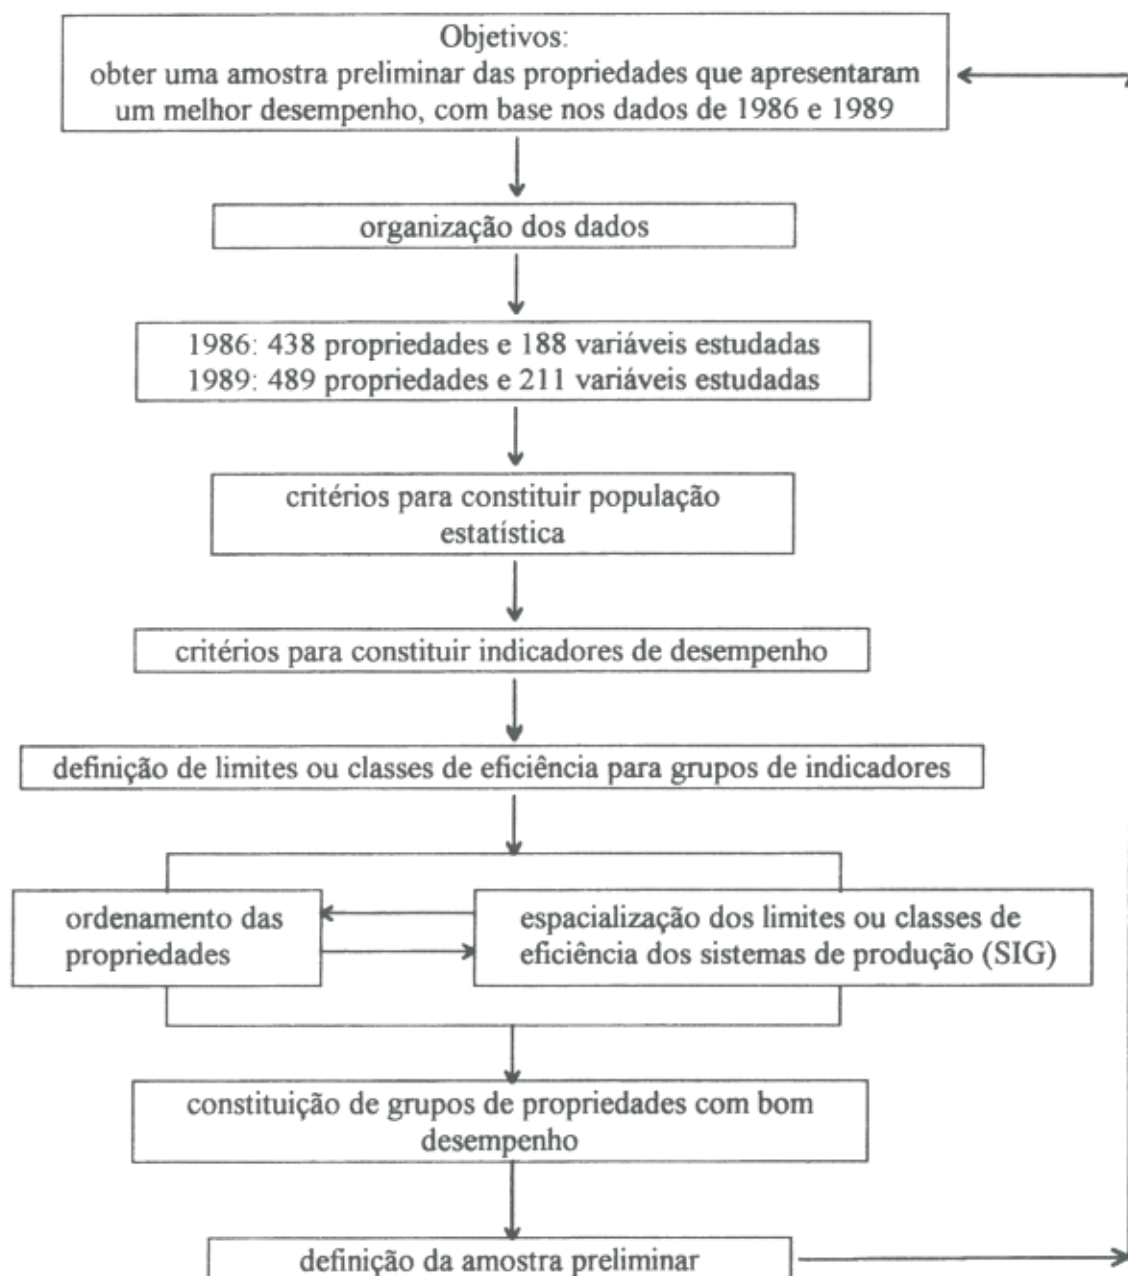 Objetivos:
obter uma amostra preliminar das propriedades que apresentaram
um melhor desempenho, com base nos dados de 1986 e 1989
organização dos dados
1986: 438 propriedades e 188 variáveis estudadas
1989: 489 propriedades e 211 variáveis estudadas
critérios para constituir população
estatística
critérios para constituir indicadores de desempenho
definição de limites ou classes de eficiência para grupos de indicadores
ordenamento das
propriedades
espacialização dos limites ou classes de
eficiência dos sistemas de produção (SIG)
constituição de grupos de propriedades com bom
desempenho
definição da amostra preliminar